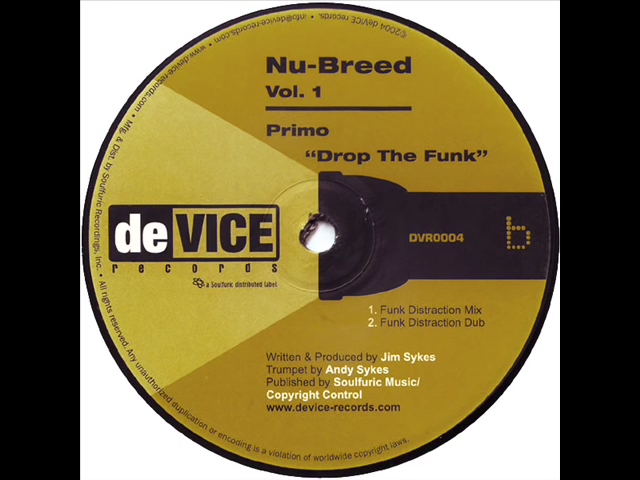 Nu-Breed
Vol. 1
Primo
“Drop The Funk”
deVICE
records
a Soulfuric distributed label
DVR0004
b
1. Funk Distraction Mix
2. Funk Distraction Dub
Written & Produced by Jim Sykes
Trumpet by Andy Sykes
Published by Soulfuric Music/
Copyright Control
www.device-records.com
©2004 deVICE records. • info@device-records.com • www.device-records.com • Mfg. & Dist. by Soulfuric Recordings, Inc. • All rights reserved. Any unauthorized duplication or encoding is a violation of worldwide copyright laws.